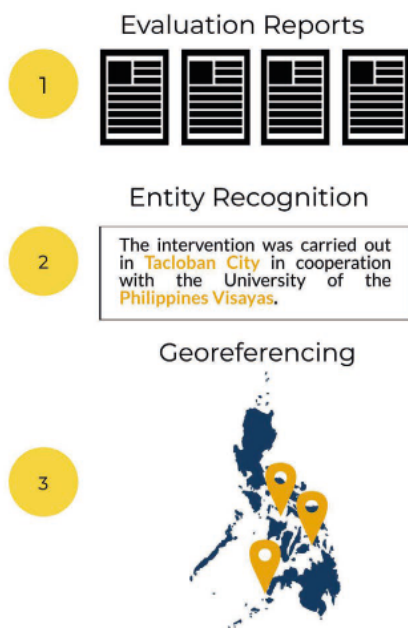 Evaluation Reports
1
Entity Recognition
2
The intervention was carried out
in Tacloban City in cooperation
with the University of the
Philippines Visayas.
Georeferencing
3